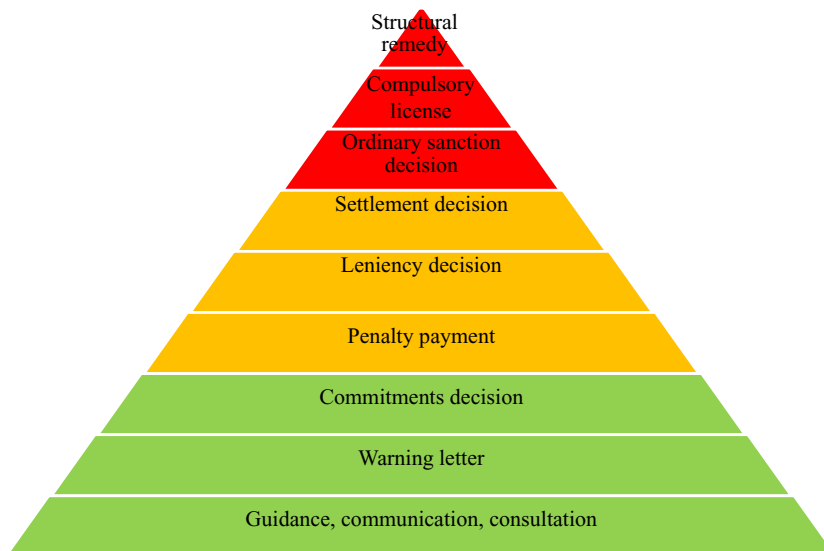 Structural
remedy
Compulsory
license
Ordinary sanction
decision
Settlement decision
Leniency decision
Penalty payment
Commitments decision
Warning letter
Guidance, communication, consultation